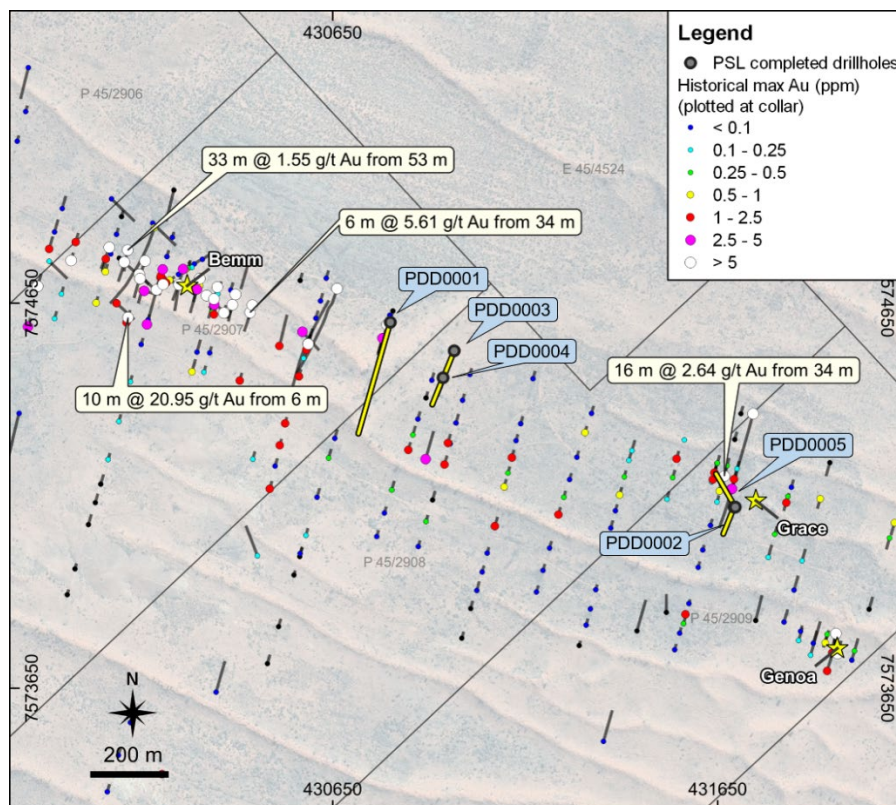 430650
Legend
PSL completed drillholes
Historical max Au (ppm)
(plotted at collar)
< 0.1
0.1 - 0.25
0.25 - 0.5
0.5 - 1
1 - 2.5
2.5 - 5
> 5
P 45/2906
E 45/4524
33 m @ 1.55 g/t Au from 53 m
6 m @ 5.61 g/t Au from 34 m
Bemm
PDD0001
7574650
7574650
PDD0003
P 45/2907
PDD0004
16 m @ 2.64 g/t Au from 34 m
10 m @ 20.95 g/t Au from 6 m
PDD0005
Grace
PDD0002
P 45/2908
P 45/2909
Genoa
7573650
7573650
N
200 m
430650
431650